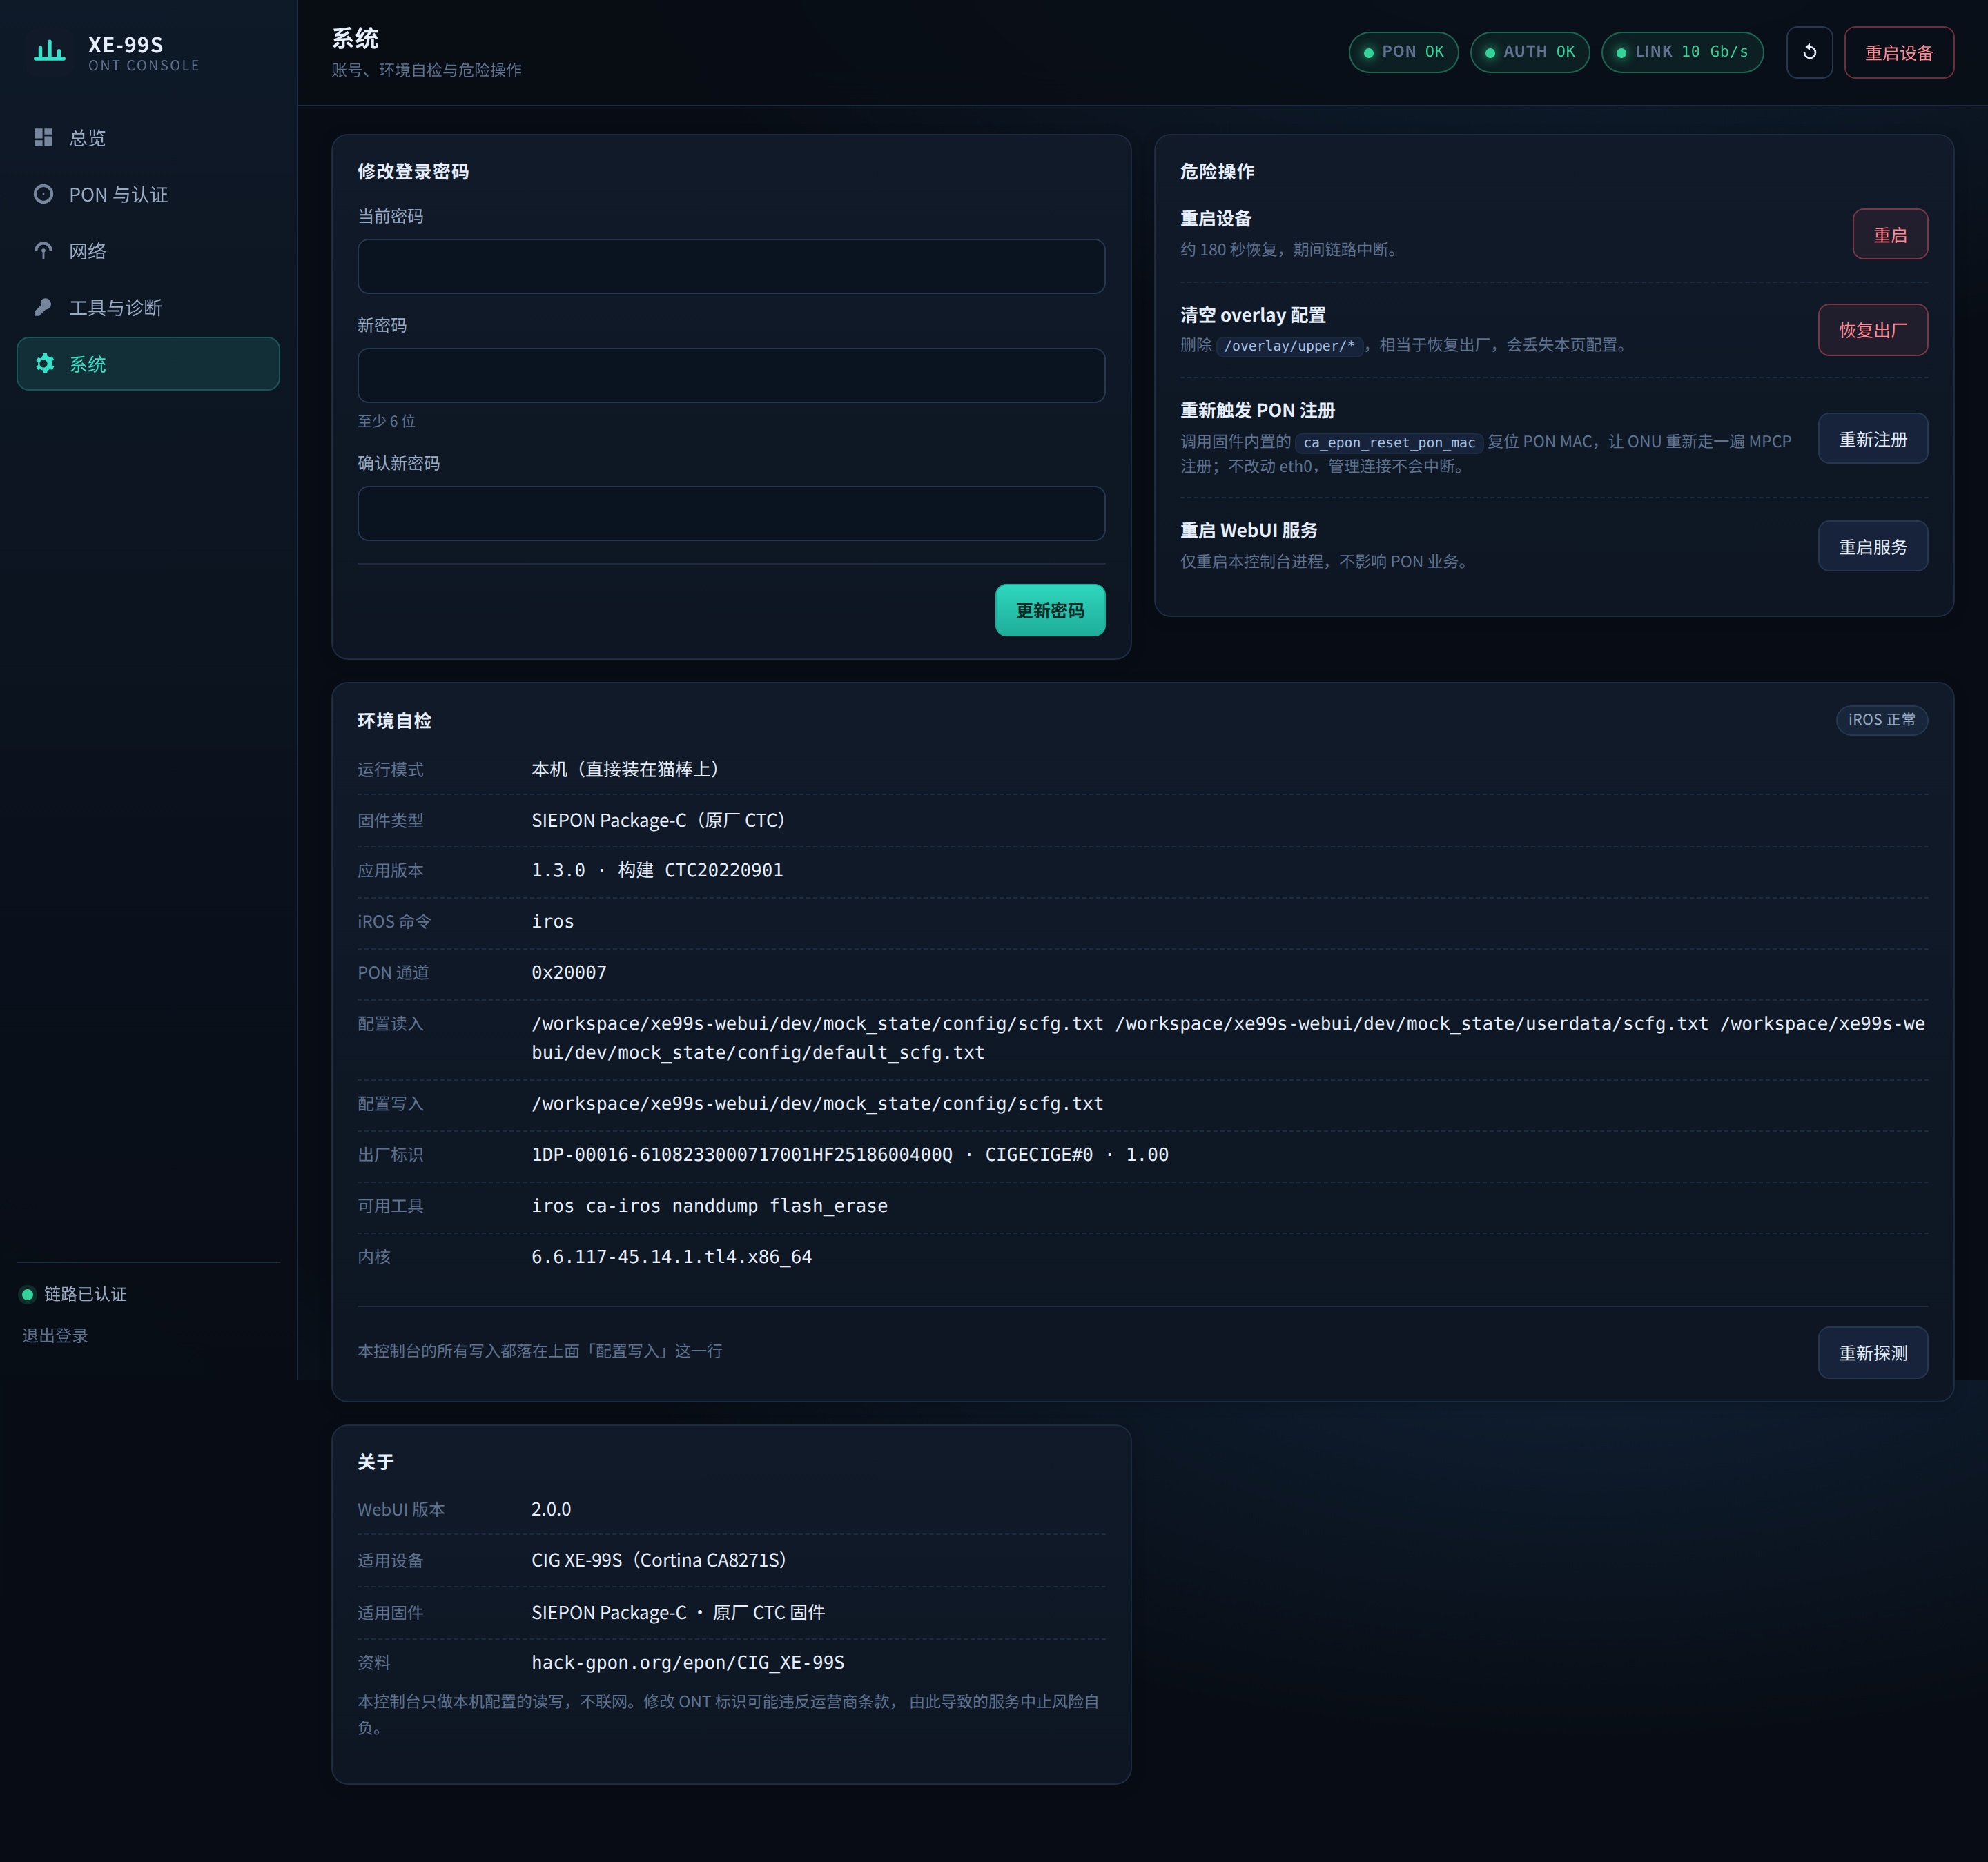 XE-99S
ONT CONSOLE
总览
PON 与认证
网络
工具与诊断
系统
链路已认证
退出登录
系统
账号、环境自检与危险操作
PON OK
AUTH OK
LINK 10 Gb/s
重启设备
修改登录密码
当前密码
新密码
至少 6 位
确认新密码
更新密码
危险操作
重启设备
约 180 秒恢复，期间链路中断。
重启
清空 overlay 配置
删除 /overlay/upper/*，相当于恢复出厂，会丢失本页配置。
恢复出厂
重新触发 PON 注册
调用固件内置的 ca_epon_reset_pon_mac 复位 PON MAC，让 ONU 重新走一遍 MPCP
注册；不改动 eth0，管理连接不会中断。
重新注册
重启 WebUI 服务
仅重启本控制台进程，不影响 PON 业务。
重启服务
环境自检
iROS 正常
运行模式 本机（直接装在猫棒上）
固件类型 SIEPON Package-C（原厂 CTC）
应用版本 1.3.0 · 构建 CTC20220901
iROS 命令 iros
PON 通道 0x20007
配置读入 /workspace/xe99s-webui/dev/mock_state/config/scfg.txt /workspace/xe99s-webui/dev/mock_state/userdata/scfg.txt /workspace/xe99s-we
bui/dev/mock_state/config/default_scfg.txt
配置写入 /workspace/xe99s-webui/dev/mock_state/config/scfg.txt
出厂标识 1DP-00016-6108233000717001HF2518600400Q · CIGECIGE#0 · 1.00
可用工具 iros ca-iros nanddump flash_erase
内核 6.6.117-45.14.1.tl4.x86_64
本控制台的所有写入都落在上面「配置写入」这一行
重新探测
关于
WebUI 版本 2.0.0
适用设备 CIG XE-99S（Cortina CA8271S）
适用固件 SIEPON Package-C · 原厂 CTC 固件
资料 hack-gpon.org/epon/CIG_XE-99S
本控制台只做本机配置的读写，不联网。修改 ONT 标识可能违反运营商条款， 由此导致的服务中止风险自
负。